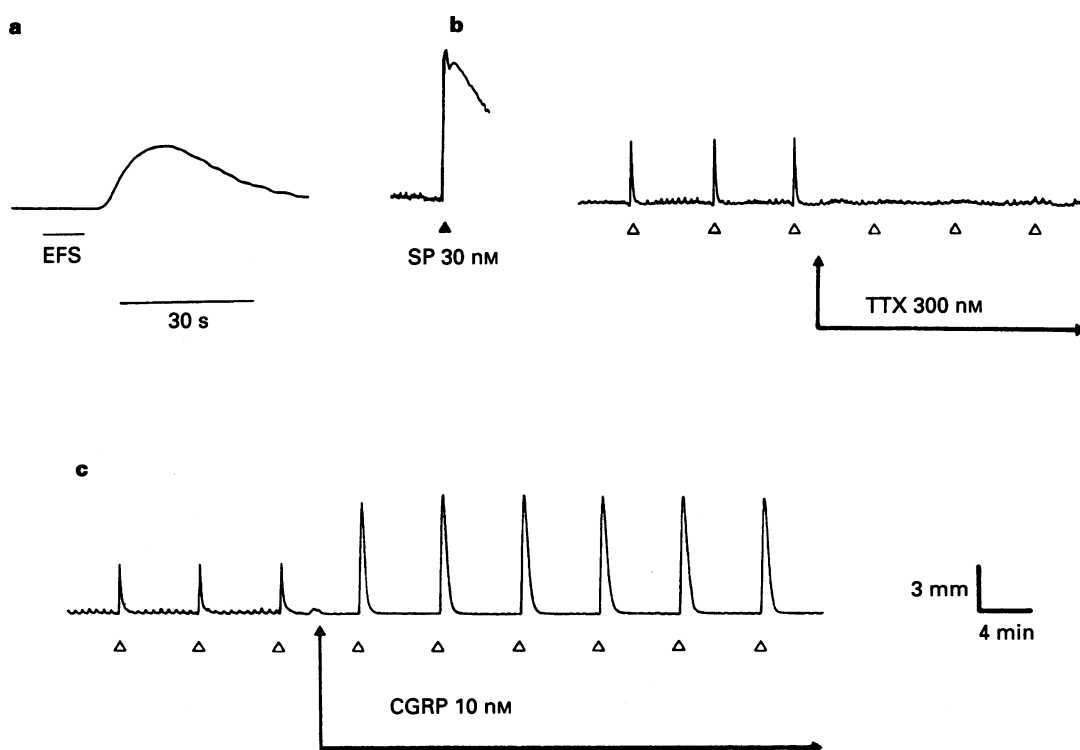 a
EFS
30 s
b
SP 30 nM
TTX 300 nM
c
CGRP 10 nM
3 mm
4 min